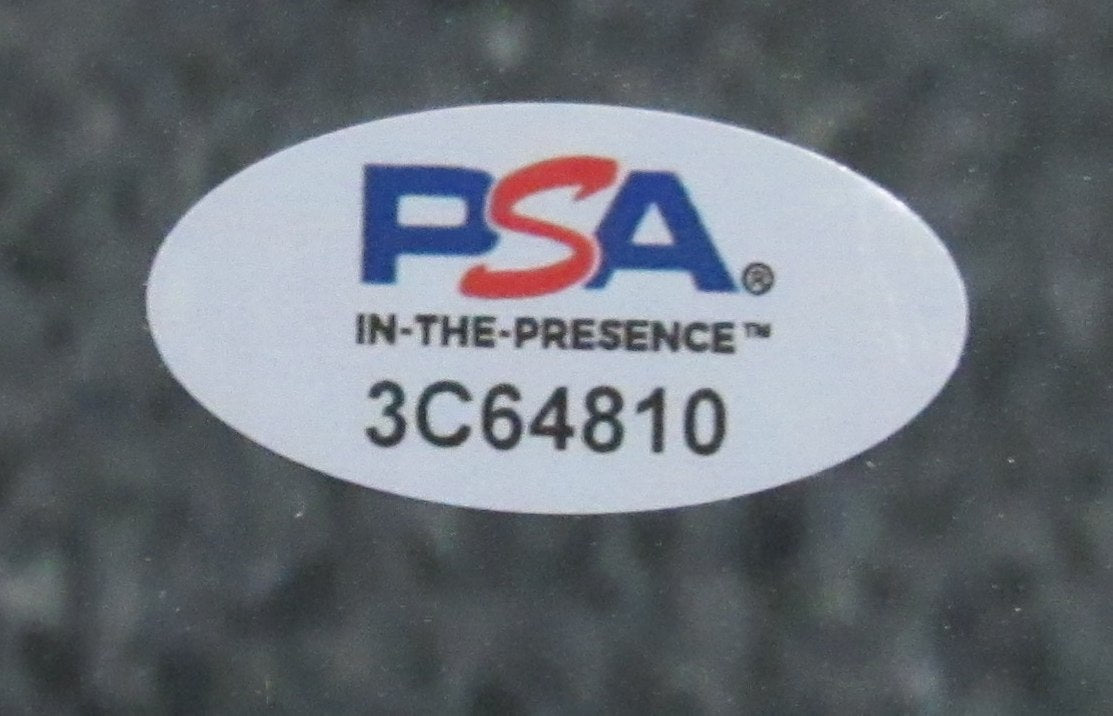 PSA®
IN-THE-PRESENCE™
3C64810